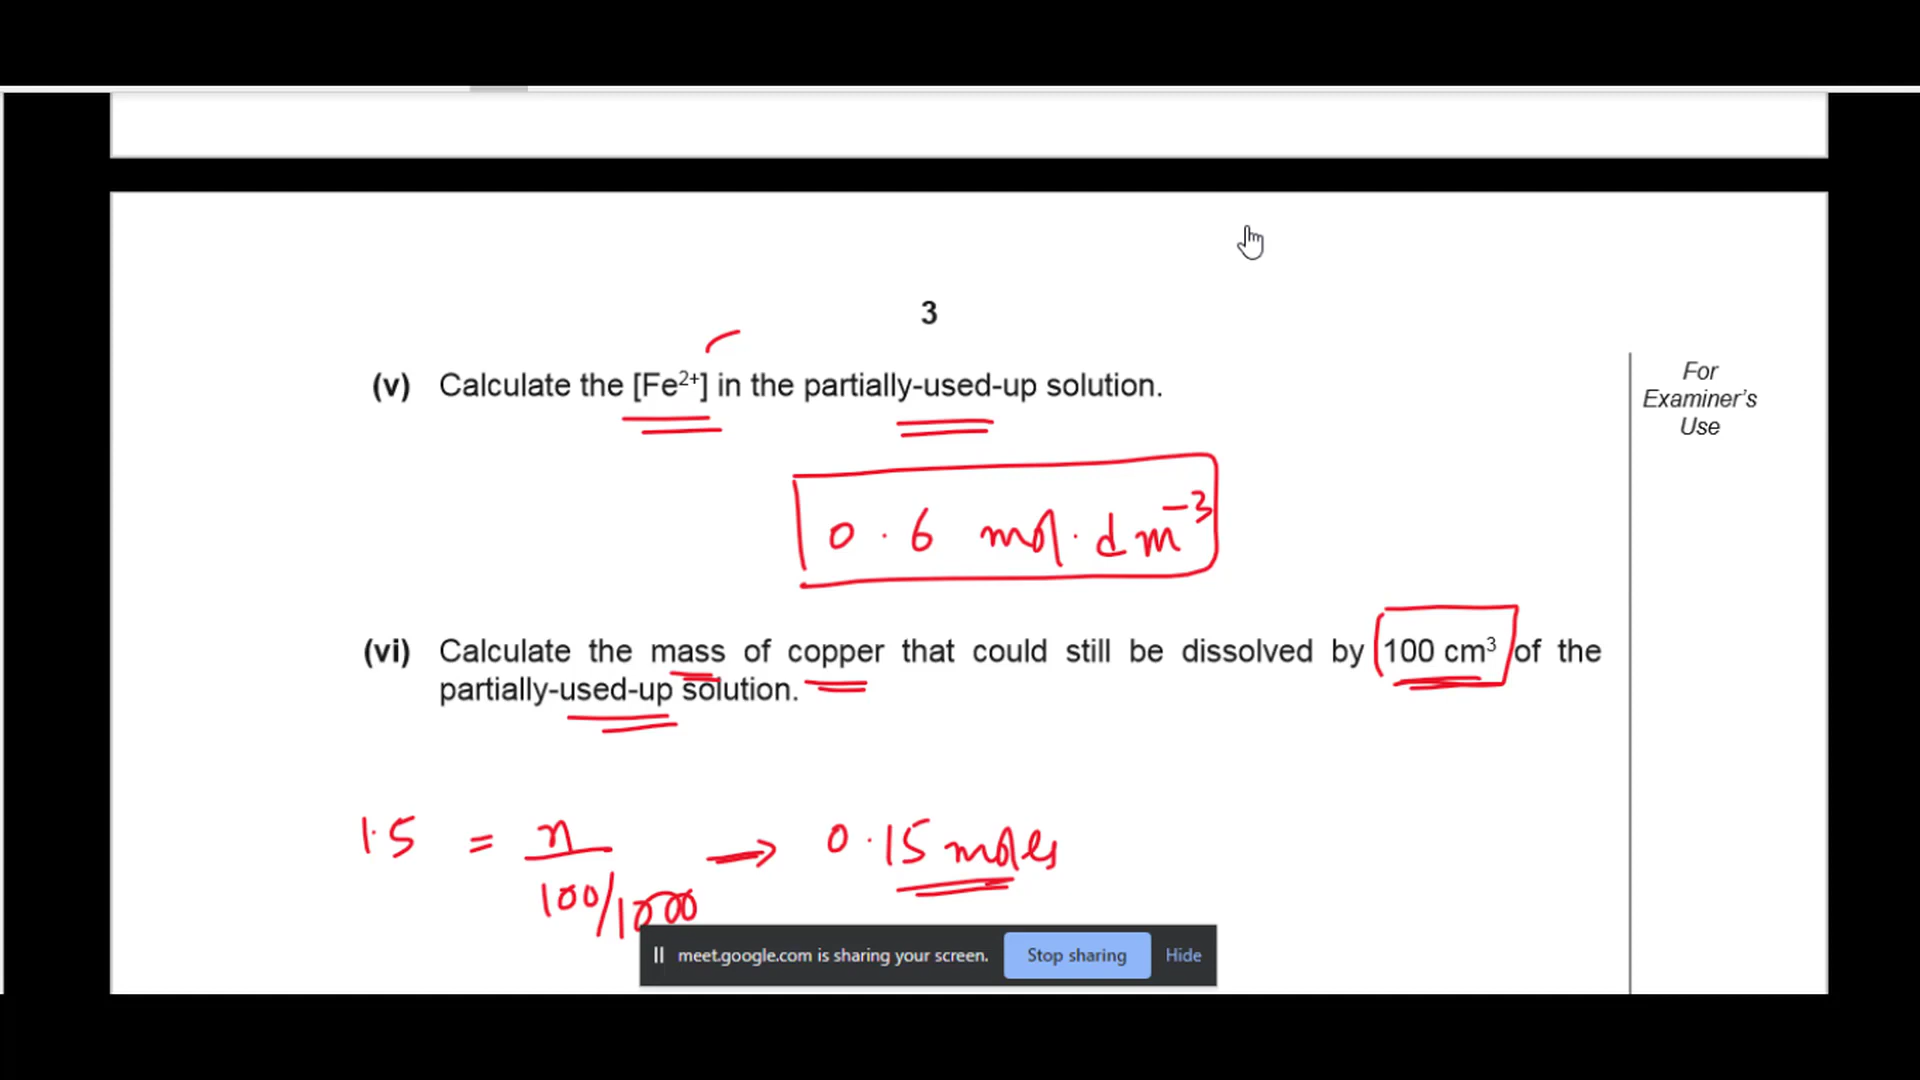 3
(v) Calculate the [Fe²⁺] in the partially-used-up solution.
For
Examiner's
Use
0.6 mol.dm⁻³
(vi) Calculate the mass of copper that could still be dissolved by 100 cm³ of the
partially-used-up solution.
1.5 = n → 0.15 moles
100/1000
meet.google.com is sharing your screen. Stop sharing Hide